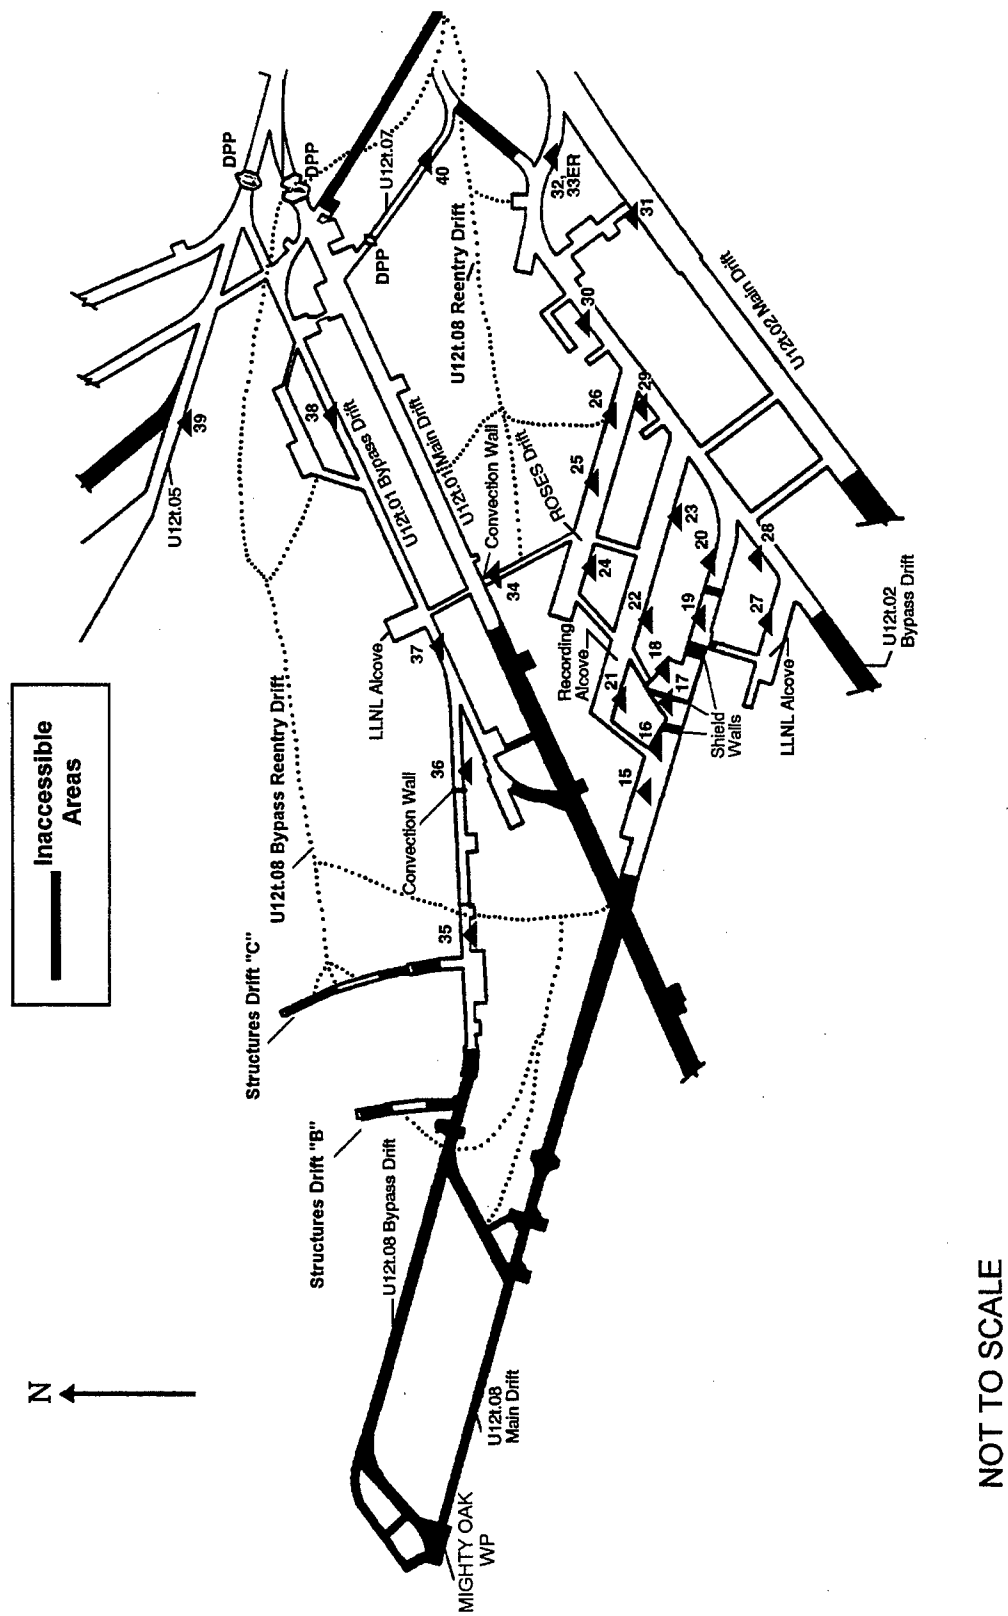 Inaccessible
Areas
N
DPP
DPP
U12t.07
40
DPP
U12t.05
39
38
U12t.01 Bypass Drift
U12t.01 Main Drift
U12t.08 Reentry Drift
Convection Wall
34
ROSES Drift
32,
33ER
31
30
29
26
25
24
U12t.02 Main Drift
23
22
20
19
18
17
16
15
21
Recording
Alcove
28
27
Shield
Walls
LLNL Alcove
U12t.02
Bypass Drift
LLNL Alcove
37
36
Convection Wall
35
U12t.08 Bypass Reentry Drift
Structures Drift "C"
Structures Drift "B"
U12t.08 Bypass Drift
U12t.08
Main Drift
MIGHTY OAK
WP
NOT TO SCALE